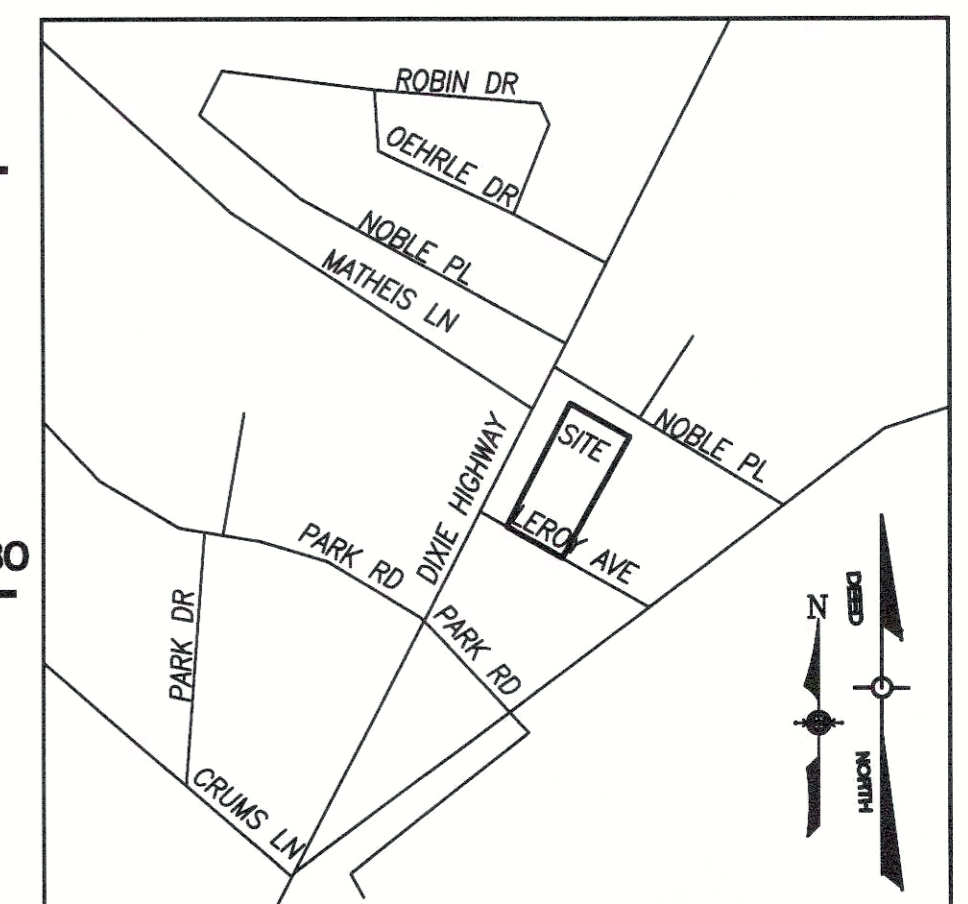 ROBIN DR
OEHRLE DR
NOBLE PL
MATHEIS LN
NOBLE PL
SITE
DIXIE HIGHWAY
LEROY AVE
PARK RD
PARK RD
PARK DR
CRUMS LN
N
DEED
NORTH
30